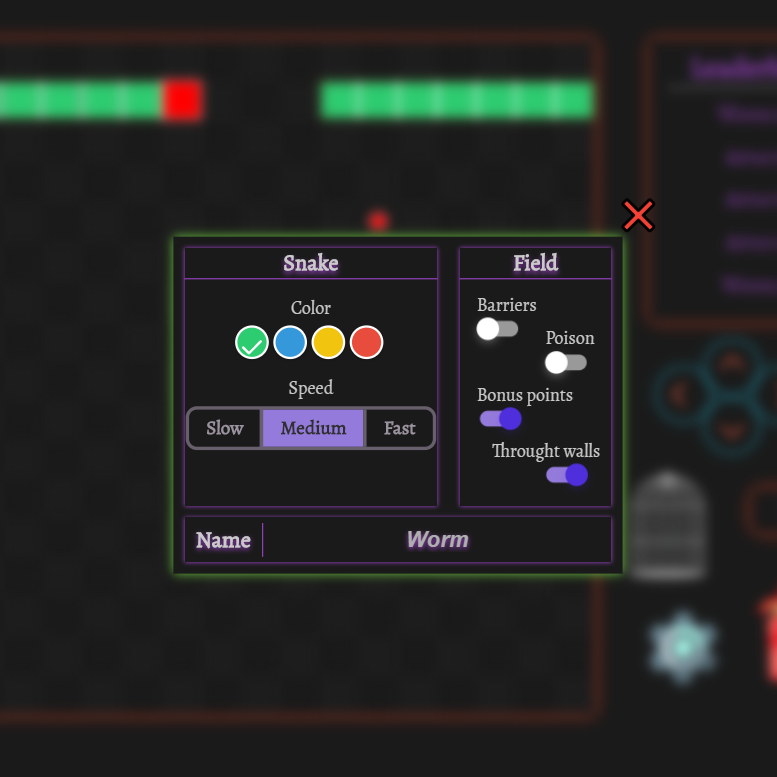 Snake
Color
Speed
Slow Medium Fast
Field
Barriers
Poison
Bonus points
Throught walls
Name Worm